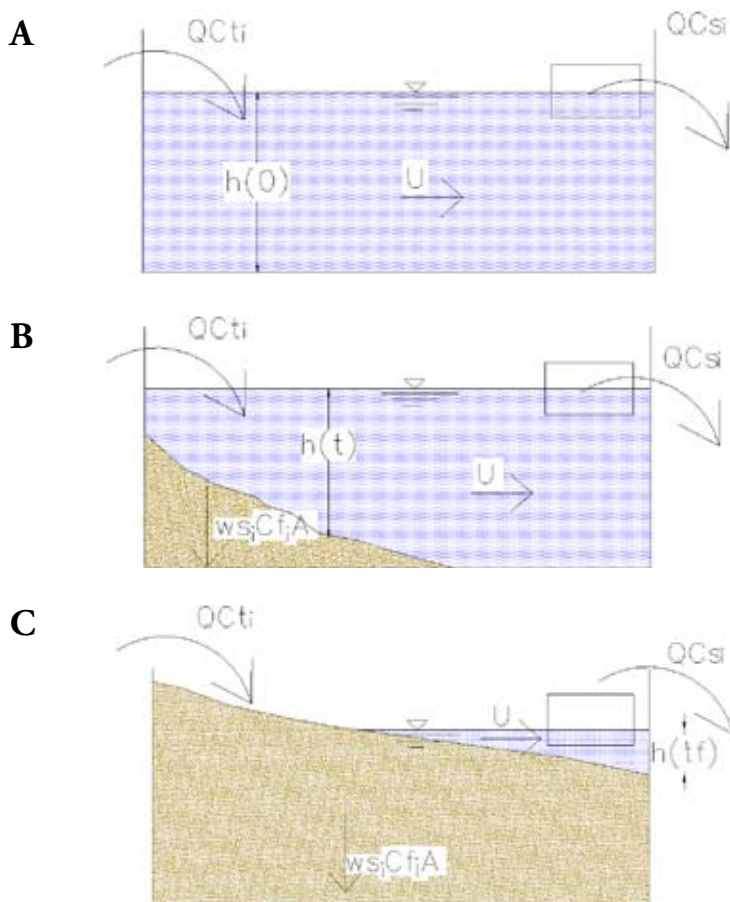 A
QCti
QCsi
h(0)
U
B
QCti
QCsi
h(t)
U
wsiCfiA
C
QCti
QCsi
U
h(tf)
wsiCfiA